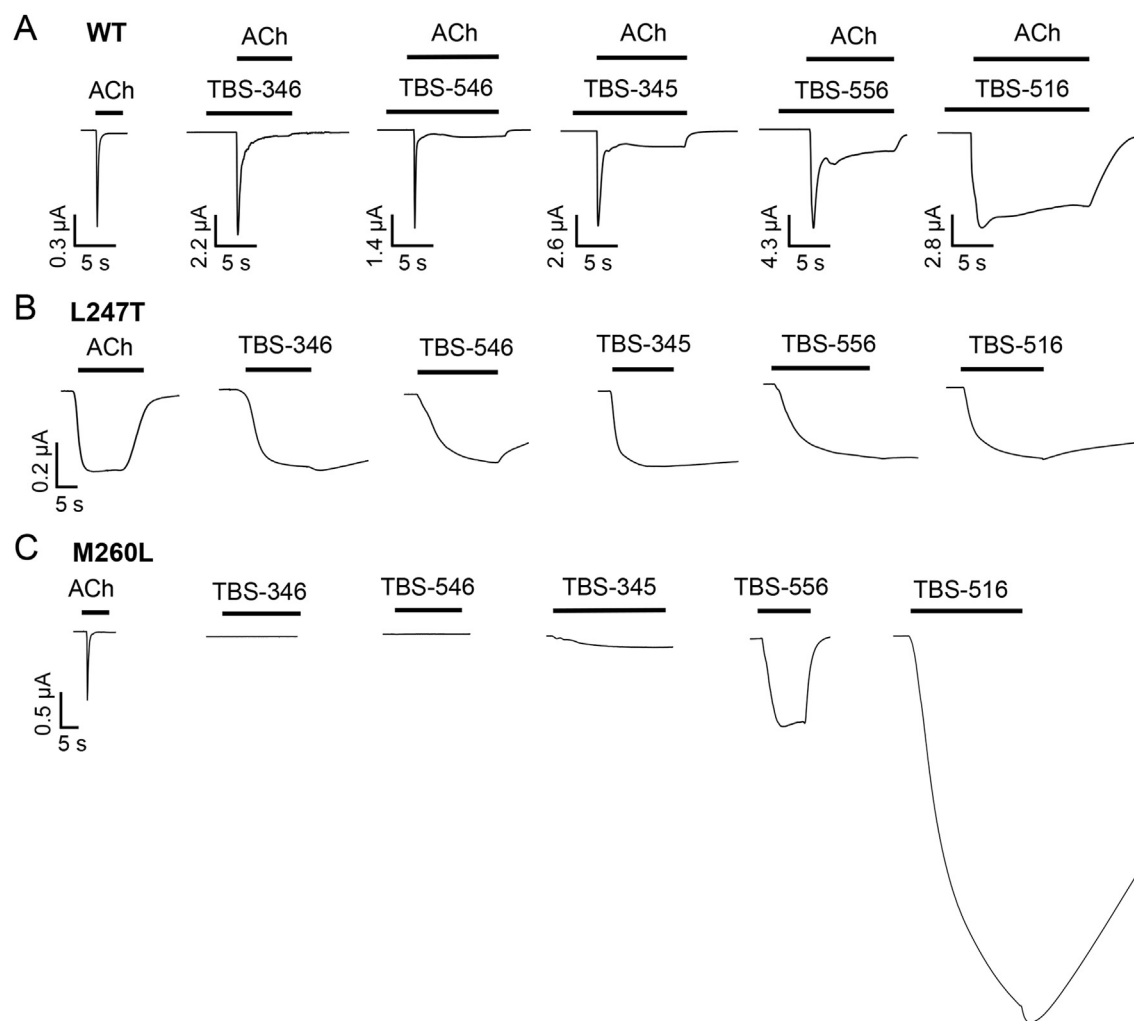 A WT
ACh ACh ACh ACh ACh
ACh TBS-346 TBS-546 TBS-345 TBS-556 TBS-516
0.3 µA 2.2 µA 1.4 µA 2.6 µA 4.3 µA 2.8 µA
5 s 5 s 5 s 5 s 5 s 5 s
B L247T
ACh TBS-346 TBS-546 TBS-345 TBS-556 TBS-516
0.2 µA
5 s
C M260L
ACh TBS-346 TBS-546 TBS-345 TBS-556 TBS-516
0.5 µA
5 s